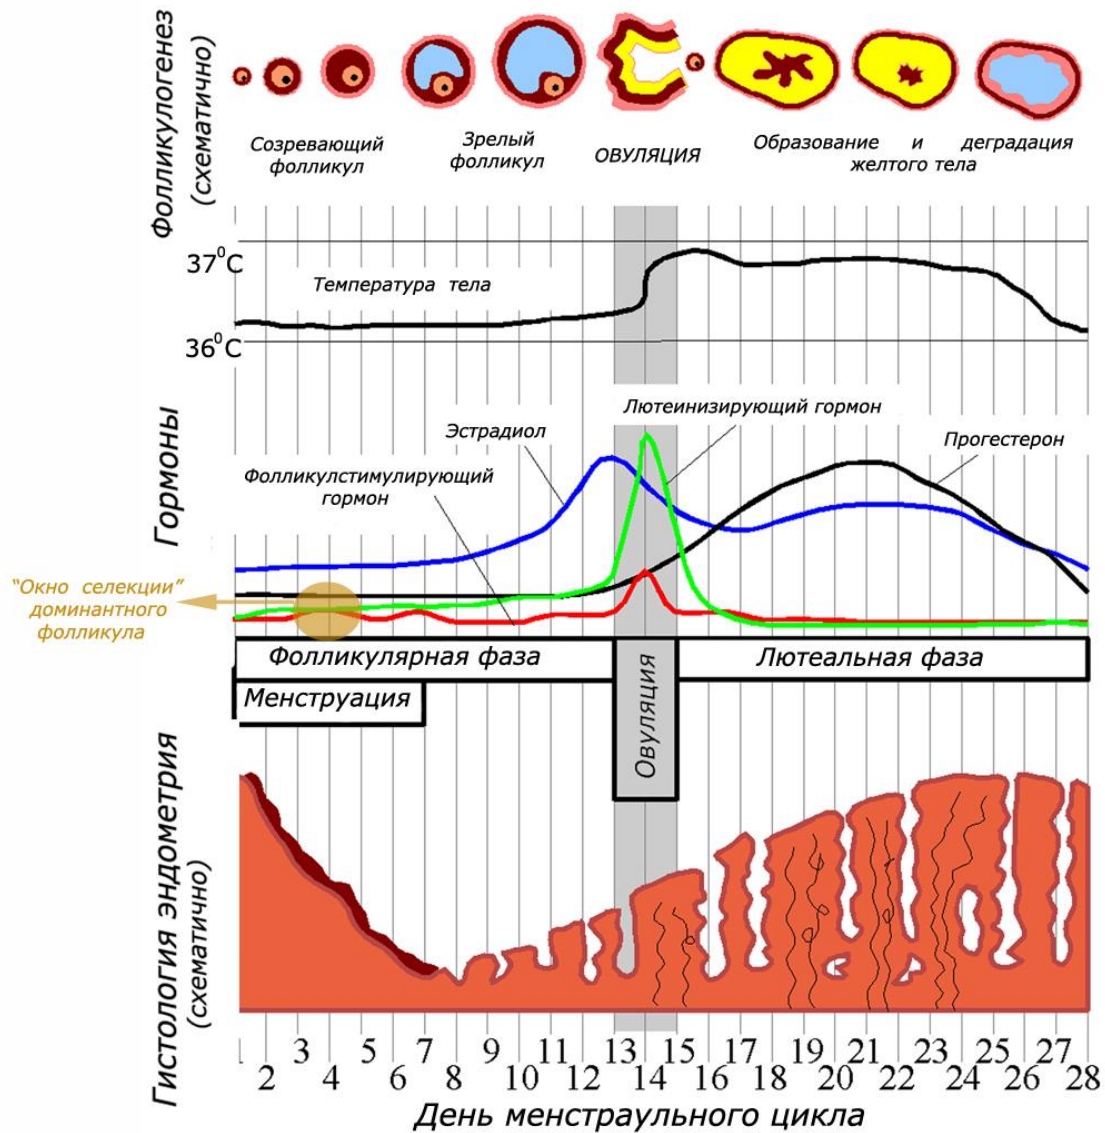 Фолликулогенез
(схематично)
Созревающий
фолликул
Зрелый
фолликул
ОВУЛЯЦИЯ
Образование и деградация
желтого тела
37⁰C
Температура тела
36⁰C
Гормоны
Лютеинизирующий гормон
Эстрадиол
Прогестерон
Фолликулстимулирующий
гормон
"Окно селекции"
доминантного
фолликула
Фолликулярная фаза
Овуляция
Лютеальная фаза
Менструация
Гистология эндометрия
(схематично)
1 3 5 7 9 11 13 15 17 19 21 23 25 27
2 4 6 8 10 12 14 16 18 20 22 24 26 28
День менстраульного цикла